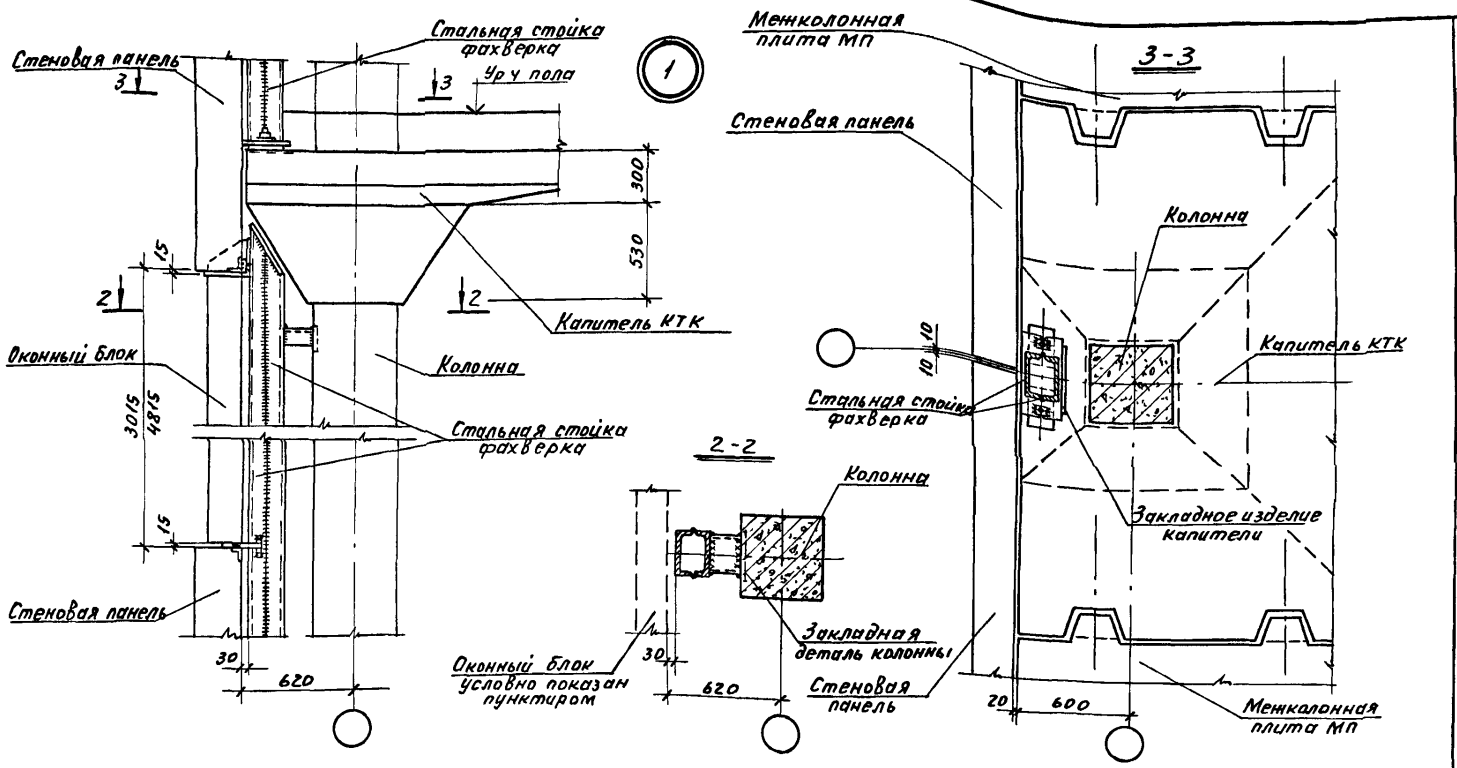 Стеновая панель
3
Стальная стойка
фахверка
3
Ур ч пола
1
300
530
15
2
2
Капитель КТК
Оконный блок
Колонна
3015
4815
Стальная стойка
фахверка
15
Стеновая панель
30
620
2-2
Колонна
Закладная
деталь колонны
Оконный блок
условно показан
пунктиром
30
620
Межколонная
плита МП
3-3
Стеновая панель
Колонна
10
10
Капитель КТК
Стальная стойка
фахверка
Закладное изделие
капители
Стеновая
панель
20
600
Межколонная
плита МП